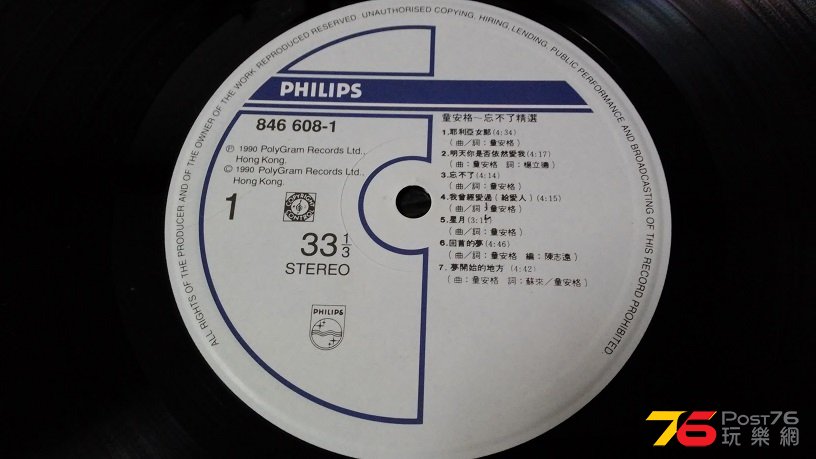 ALL RIGHTS OF THE PRODUCER AND OF THE OWNER OF THE WORK REPRODUCED RESERVED. UNAUTHORISED COPYING, HIRING, LENDING, PUBLIC PERFORMANCE AND BROADCASTING OF THIS RECORD PROHIBITED.
PHILIPS
846 608-1
℗ 1990 PolyGram Records Ltd.,
Hong Kong.
© 1990 PolyGram Records Ltd.,
Hong Kong.
1
COPYRIGHT
CONTROL
33 1/3
STEREO
PHILIPS
童安格~忘不了精選
1.耶利亞女郎(4:34)
(曲/詞:童安格)
2.明天你是否依然愛我(4:17)
(曲:童安格 詞:楊立德)
3.忘不了(4:14)
(曲/詞:童安格)
4.我曾經愛過(給愛人)(4:15)
(曲/詞:童安格)
5.星月
(曲/詞:童安格)
6.回首的夢(4:46)
(曲/詞:童安格 編:陳志遠)
7. 夢開始的地方(4:42)
(曲:童安格 詞:蘇來/童安格)
76 Post76
玩樂網